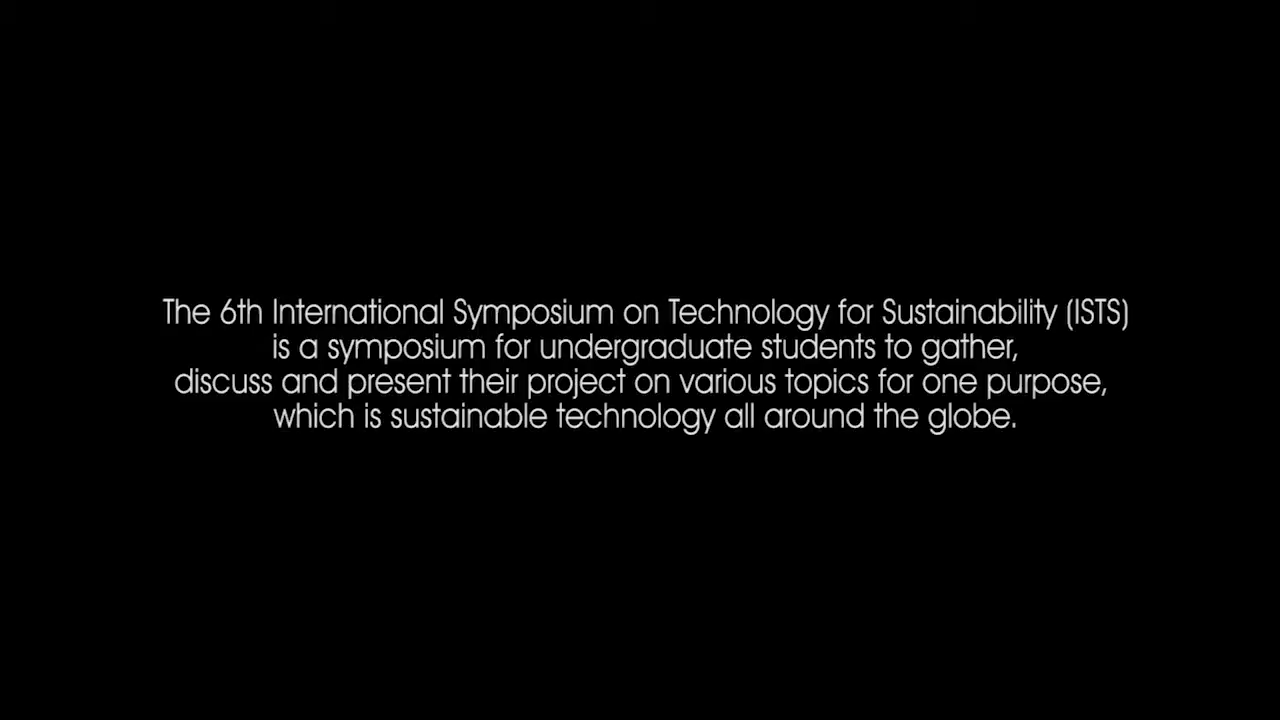 The 6th International Symposium on Technology for Sustainability (ISTS)
is a symposium for undergraduate students to gather,
discuss and present their project on various topics for one purpose,
which is sustainable technology all around the globe.